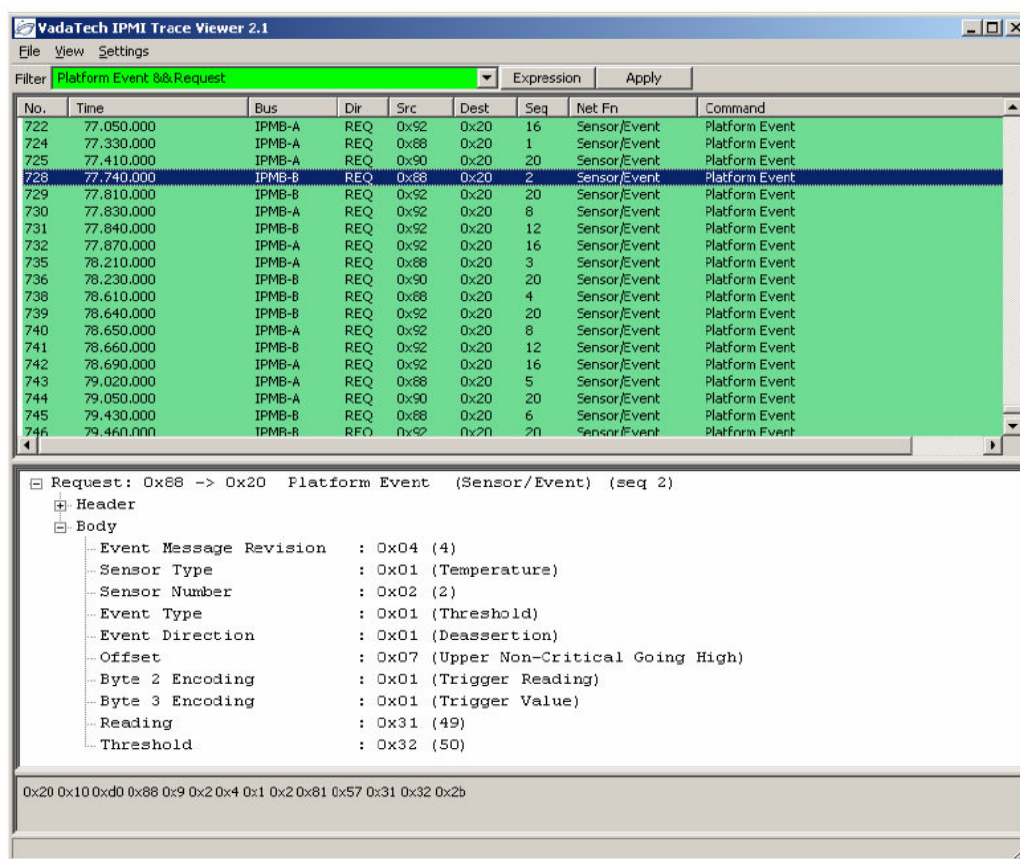 VadaTech IPMI Trace Viewer 2.1
File View Settings
Filter Platform Event &&Request Expression Apply
No. Time Bus Dir Src Dest Seq Net Fn Command
722 77.050.000 IPMB-A REQ 0x92 0x20 16 Sensor/Event Platform Event
724 77.330.000 IPMB-A REQ 0x88 0x20 1 Sensor/Event Platform Event
725 77.410.000 IPMB-A REQ 0x90 0x20 20 Sensor/Event Platform Event
728 77.740.000 IPMB-B REQ 0x88 0x20 2 Sensor/Event Platform Event
729 77.810.000 IPMB-B REQ 0x92 0x20 20 Sensor/Event Platform Event
730 77.830.000 IPMB-A REQ 0x92 0x20 8 Sensor/Event Platform Event
731 77.840.000 IPMB-B REQ 0x92 0x20 12 Sensor/Event Platform Event
732 77.870.000 IPMB-A REQ 0x92 0x20 16 Sensor/Event Platform Event
735 78.210.000 IPMB-A REQ 0x88 0x20 3 Sensor/Event Platform Event
736 78.230.000 IPMB-B REQ 0x90 0x20 20 Sensor/Event Platform Event
738 78.610.000 IPMB-B REQ 0x88 0x20 4 Sensor/Event Platform Event
739 78.640.000 IPMB-B REQ 0x92 0x20 20 Sensor/Event Platform Event
740 78.650.000 IPMB-A REQ 0x92 0x20 8 Sensor/Event Platform Event
741 78.660.000 IPMB-B REQ 0x92 0x20 12 Sensor/Event Platform Event
742 78.690.000 IPMB-A REQ 0x92 0x20 16 Sensor/Event Platform Event
743 79.020.000 IPMB-A REQ 0x88 0x20 5 Sensor/Event Platform Event
744 79.050.000 IPMB-A REQ 0x90 0x20 20 Sensor/Event Platform Event
745 79.430.000 IPMB-B REQ 0x88 0x20 6 Sensor/Event Platform Event
746 79.460.000 IPMB-B REQ 0x92 0x20 20 Sensor/Event Platform Event
Request: 0x88 -> 0x20 Platform Event (Sensor/Event) (seq 2)
Header
Body
Event Message Revision : 0x04 (4)
Sensor Type : 0x01 (Temperature)
Sensor Number : 0x02 (2)
Event Type : 0x01 (Threshold)
Event Direction : 0x01 (Deassertion)
Offset : 0x07 (Upper Non-Critical Going High)
Byte 2 Encoding : 0x01 (Trigger Reading)
Byte 3 Encoding : 0x01 (Trigger Value)
Reading : 0x31 (49)
Threshold : 0x32 (50)
0x20 0x10 0xd0 0x88 0x9 0x2 0x4 0x1 0x2 0x81 0x57 0x31 0x32 0x2b